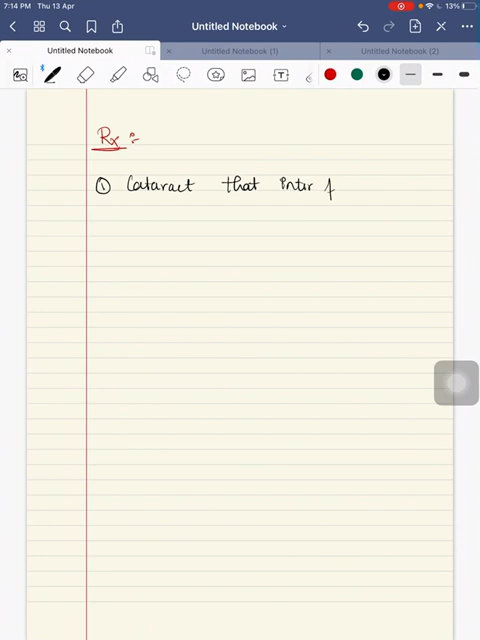 7:14 PM Thu 13 Apr 13%
Untitled Notebook
Untitled Notebook Untitled Notebook (1) Untitled Notebook (2)
Rx :-
① Cataract that inter f